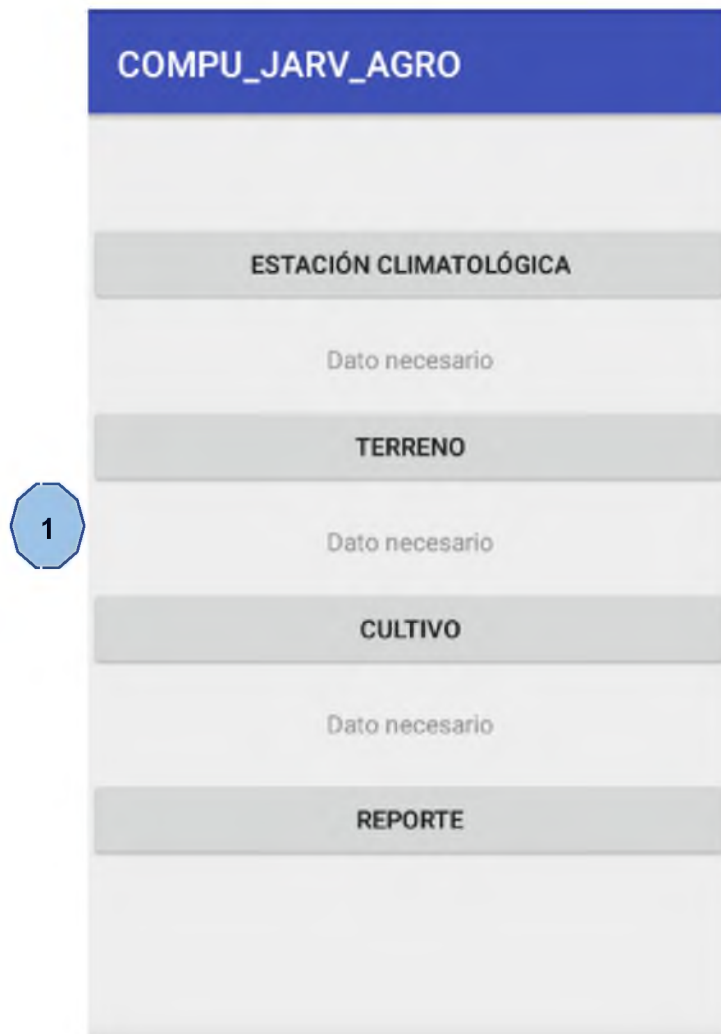 COMPU_JARV_AGRO
ESTACIÓN CLIMATOLÓGICA
Dato necesario
TERRENO
1
Dato necesario
CULTIVO
Dato necesario
REPORTE